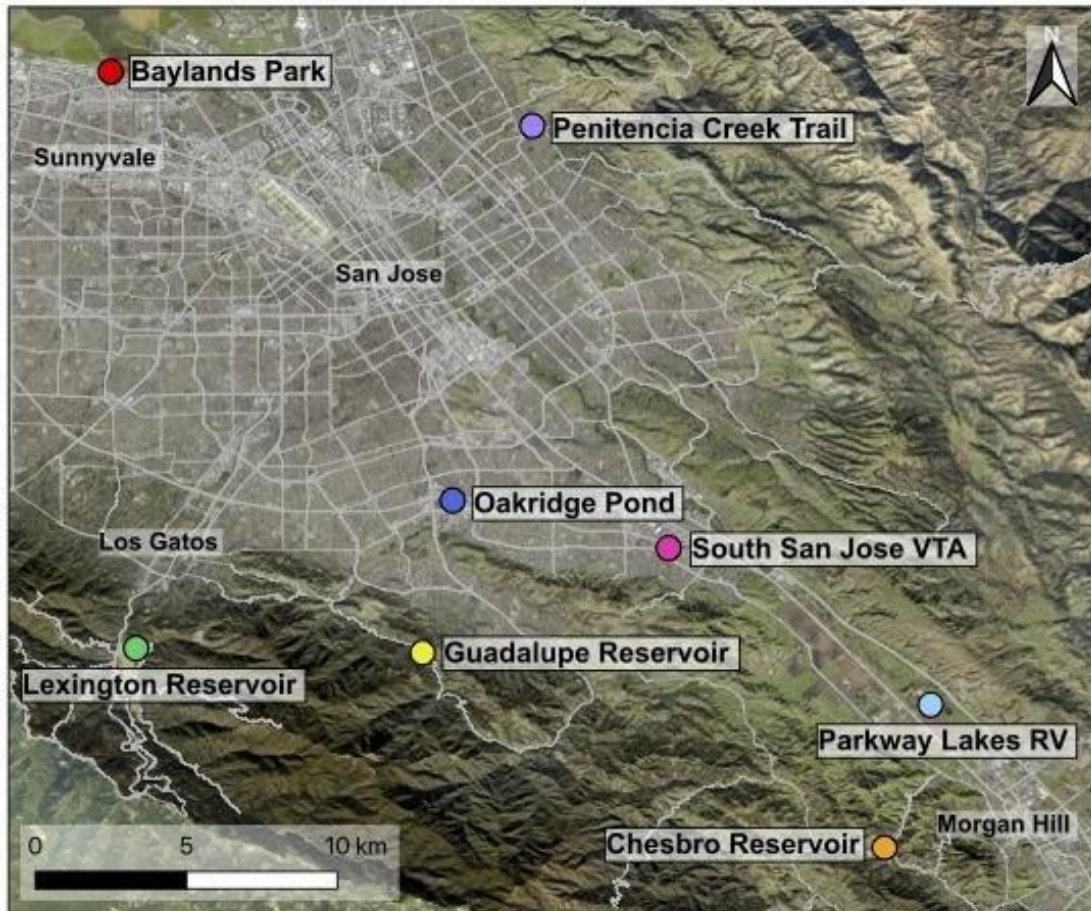 N
Baylands Park
Penitencia Creek Trail
Sunnyvale
San Jose
Oakridge Pond
Los Gatos
South San Jose VTA
Guadalupe Reservoir
Lexington Reservoir
Parkway Lakes RV
Morgan Hill
Chesbro Reservoir
0 5 10 km